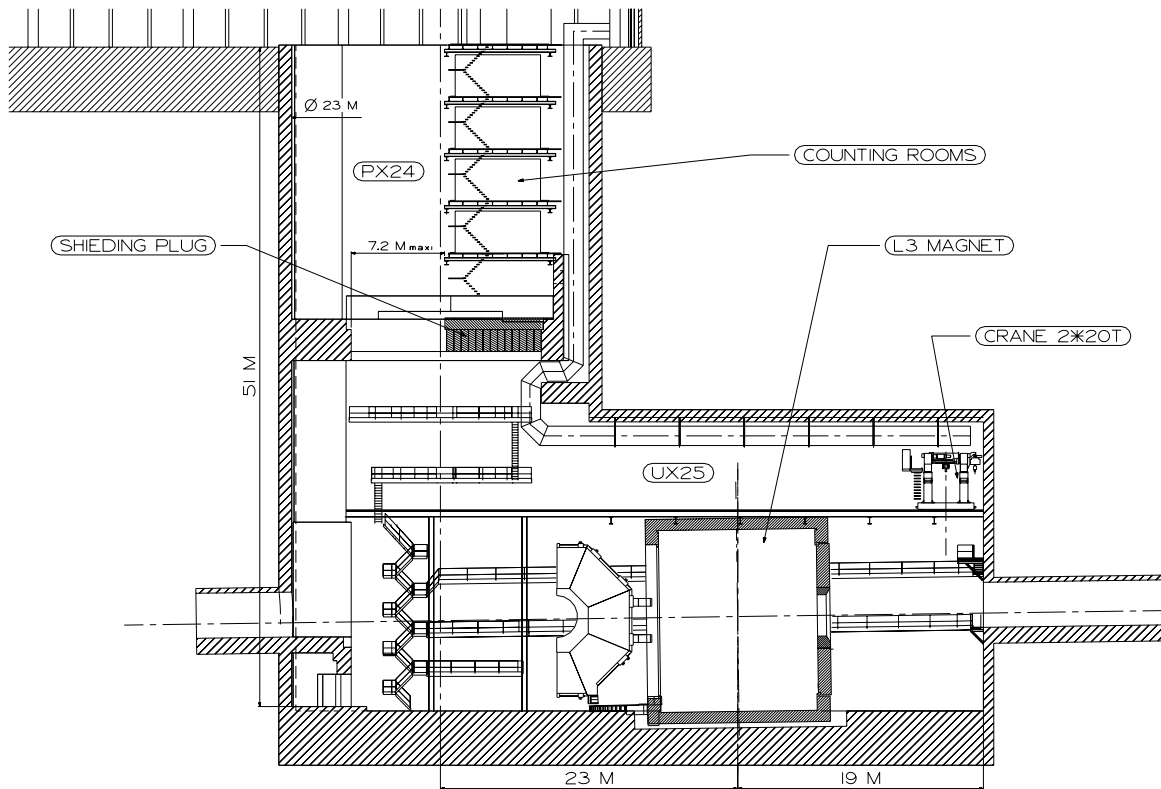 Ø 23 M
COUNTING ROOMS
PX24
SHIEDING PLUG
7.2 M maxi
L3 MAGNET
CRANE 2*20T
51 M
UX25
23 M
19 M